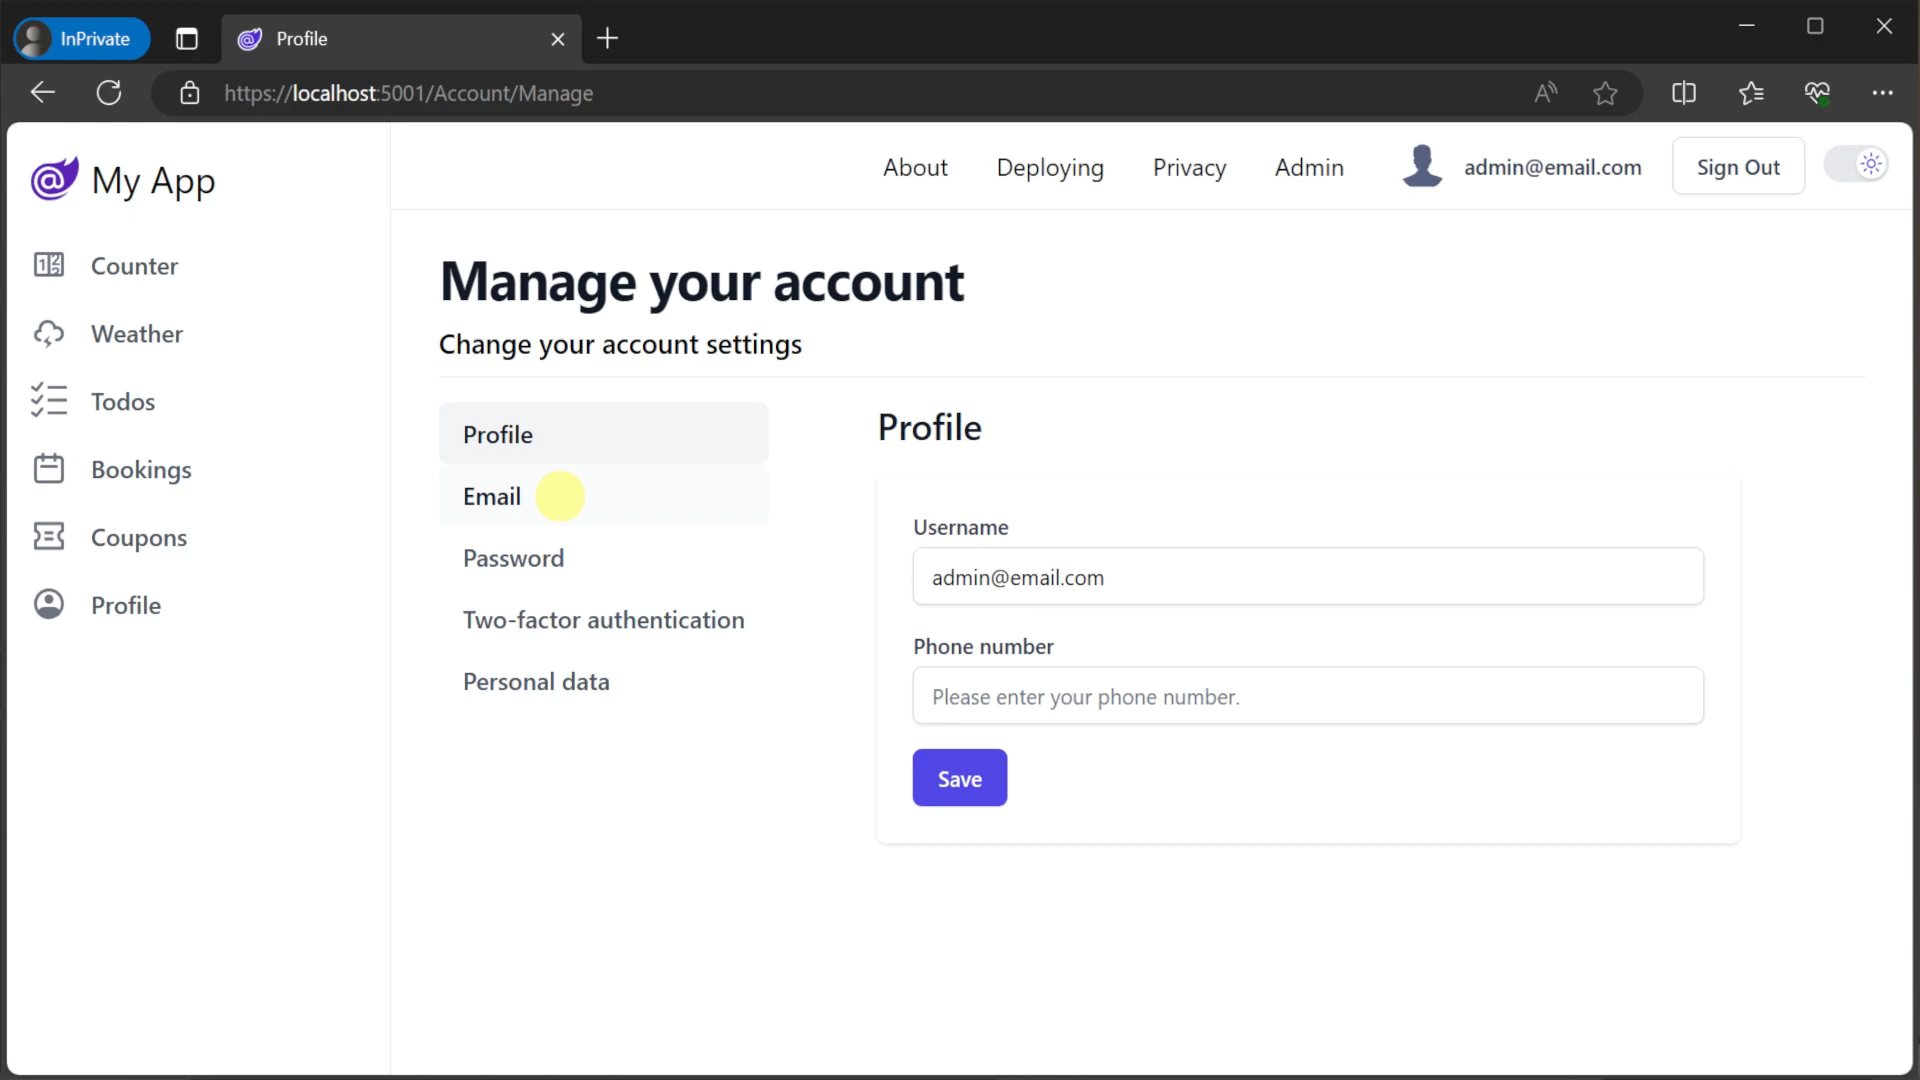 InPrivate
Profile
https://localhost:5001/Account/Manage
My App
About
Deploying
Privacy
Admin
admin@email.com
Sign Out
Counter
Weather
Todos
Bookings
Coupons
Profile
Manage your account
Change your account settings
Profile
Email
Password
Two-factor authentication
Personal data
Profile
Username
admin@email.com
Phone number
Please enter your phone number.
Save